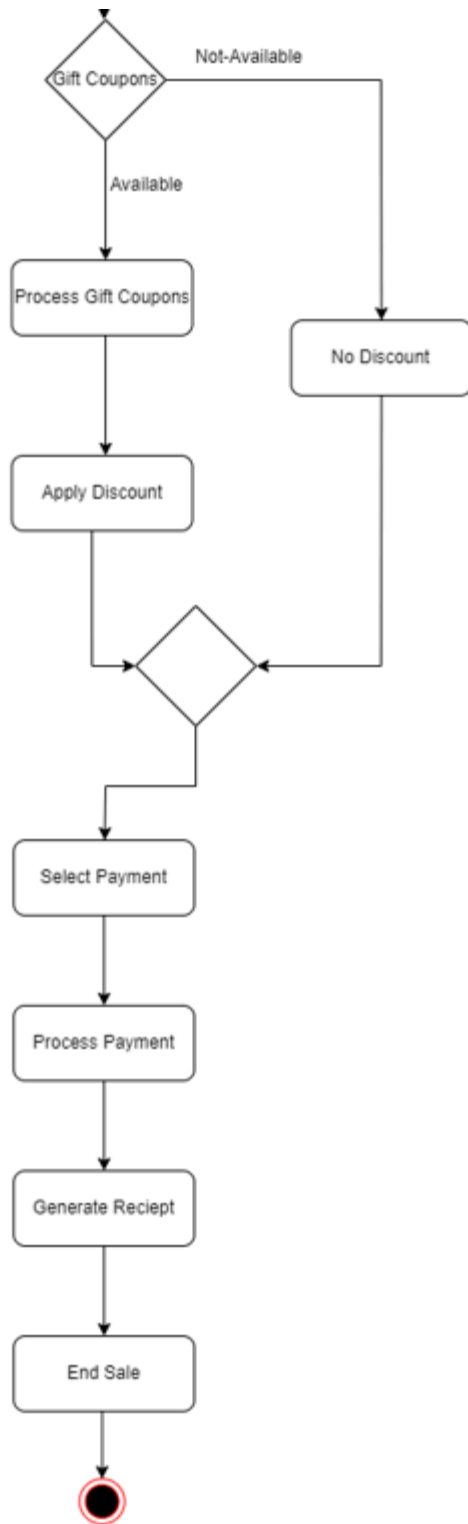 Gift Coupons
Not-Available
Available
Process Gift Coupons
No Discount
Apply Discount
Select Payment
Process Payment
Generate Reciept
End Sale